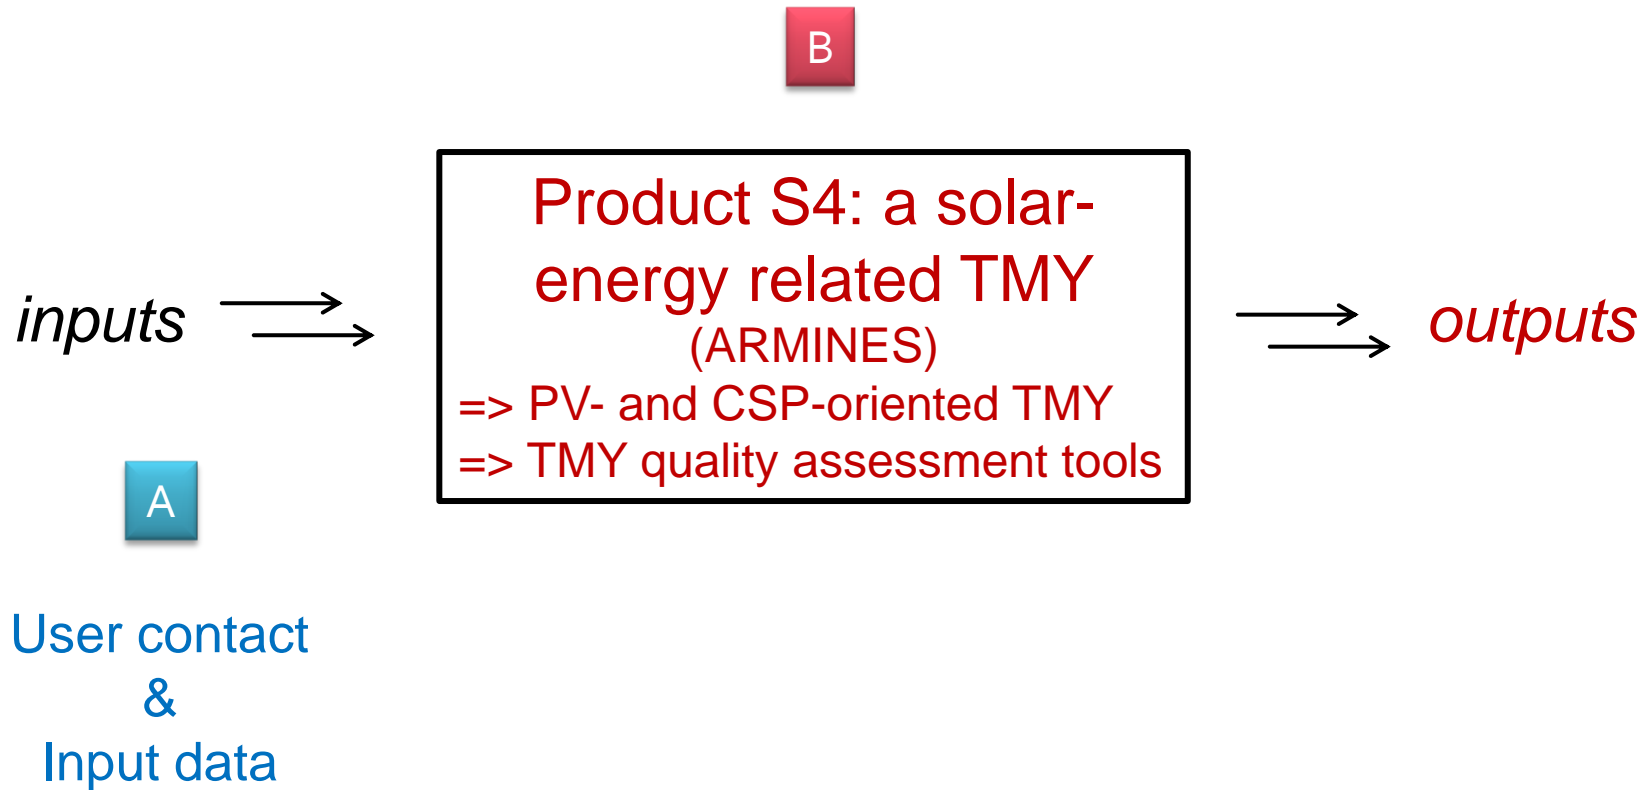 B
Product S4: a solar-
energy related TMY
(ARMINES)
=> PV- and CSP-oriented TMY
=> TMY quality assessment tools
inputs
outputs
A
User contact
&
Input data